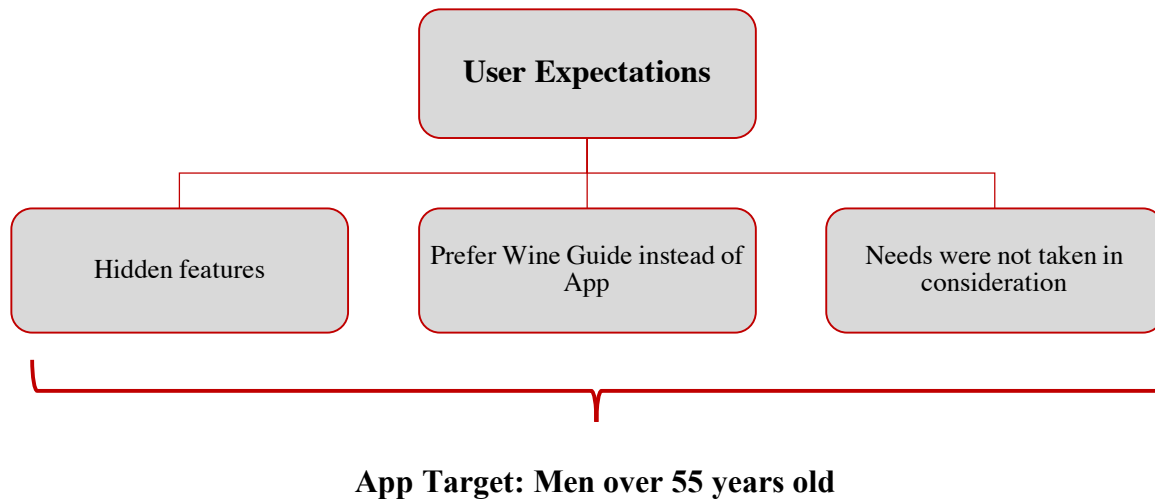 User Expectations
Hidden features
Prefer Wine Guide instead of
App
Needs were not taken in
consideration
App Target: Men over 55 years old